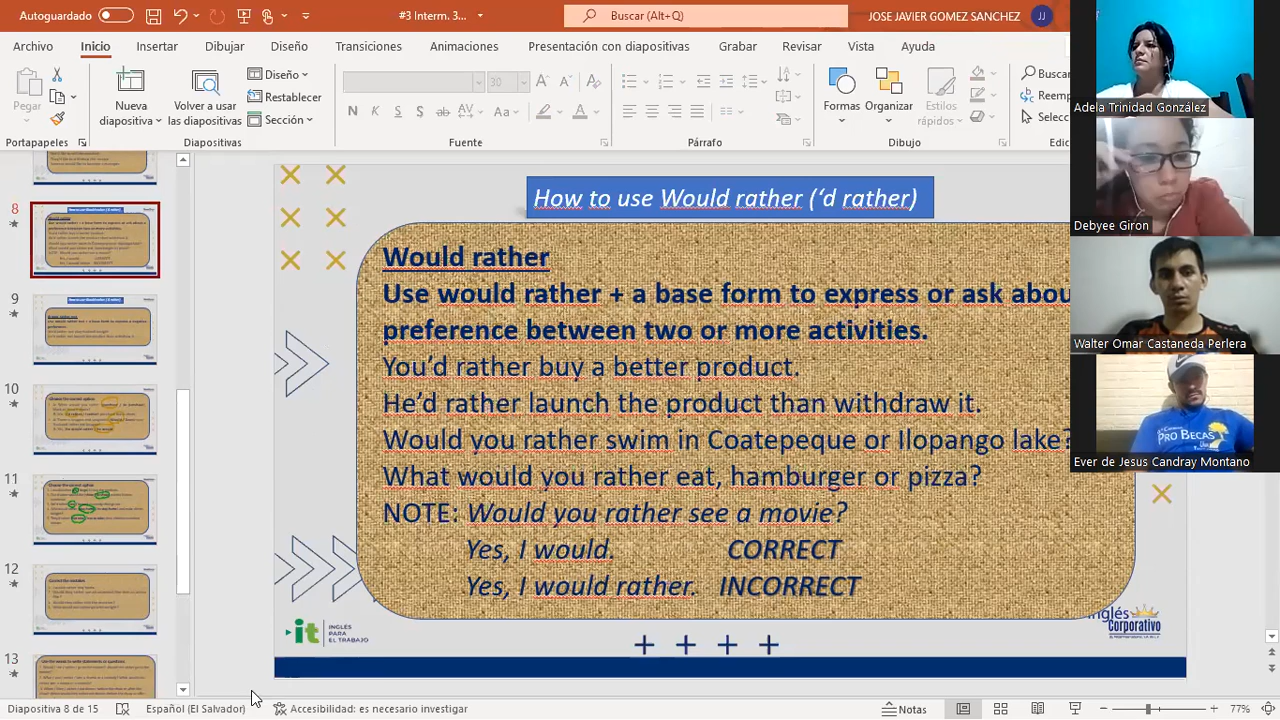 Autoguardado
#3 Interm. 3...
Buscar (Alt+Q)
JOSE JAVIER GOMEZ SANCHEZ
JJ
Archivo Inicio Insertar Dibujar Diseño Transiciones Animaciones Presentación con diapositivas Grabar Revisar Vista Ayuda
Pegar
Nueva diapositiva
Volver a usar las diapositivas
Diseño
Restablecer
Sección
30
N K S ab AV Aa A
Formas
Organizar
Estilos rápidos
Buscar
Reemp
Selecc
Portapapeles Diapositivas Fuente Párrafo Dibujo
8
9
10
11
12
13
How to use Would rather (‘d rather)
Would rather
Use would rather + a base form to express or ask abou
preference between two or more activities.
You’d rather buy a better product.
He’d rather launch the product than withdraw it.
Would you rather swim in Coatepeque or Ilopango lake?
What would you rather eat, hamburger or pizza?
NOTE: Would you rather see a movie?
Yes, I would. CORRECT
Yes, I would rather. INCORRECT
it INGLÉS PARA EL TRABAJO
Inglés Corporativo
Adela Trinidad González
Debyee Giron
Walter Omar Castaneda Perlera
Ever de Jesus Candray Montano
PRO BECAS
Diapositiva 8 de 15
Español (El Salvador)
Accesibilidad: es necesario investigar
Notas
77%